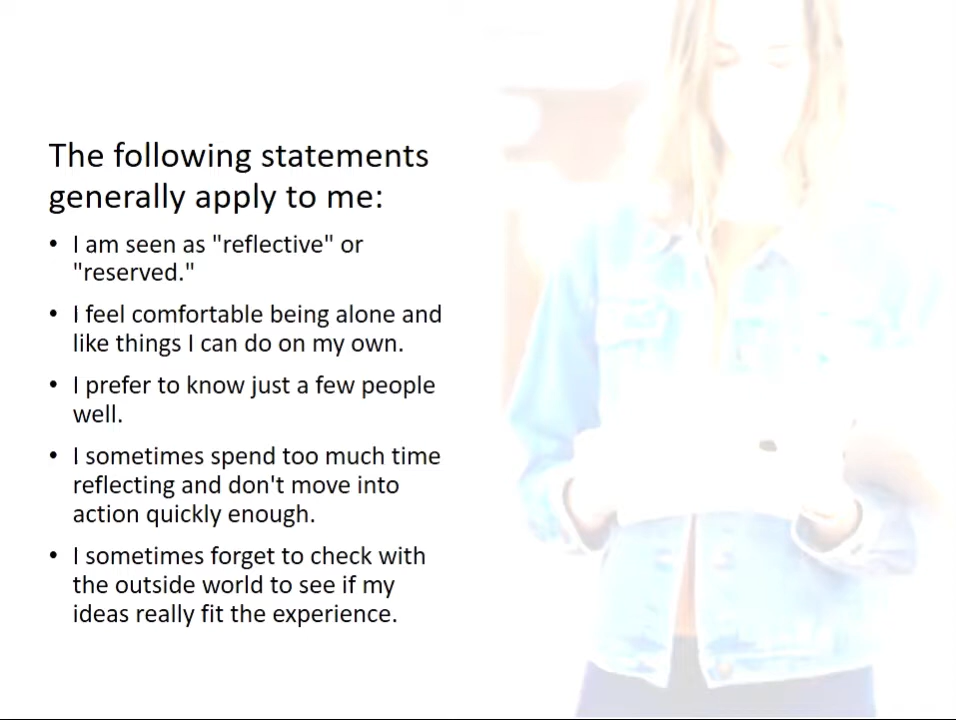 The following statements
generally apply to me:
• I am seen as "reflective" or
"reserved."
• I feel comfortable being alone and
like things I can do on my own.
• I prefer to know just a few people
well.
• I sometimes spend too much time
reflecting and don't move into
action quickly enough.
• I sometimes forget to check with
the outside world to see if my
ideas really fit the experience.